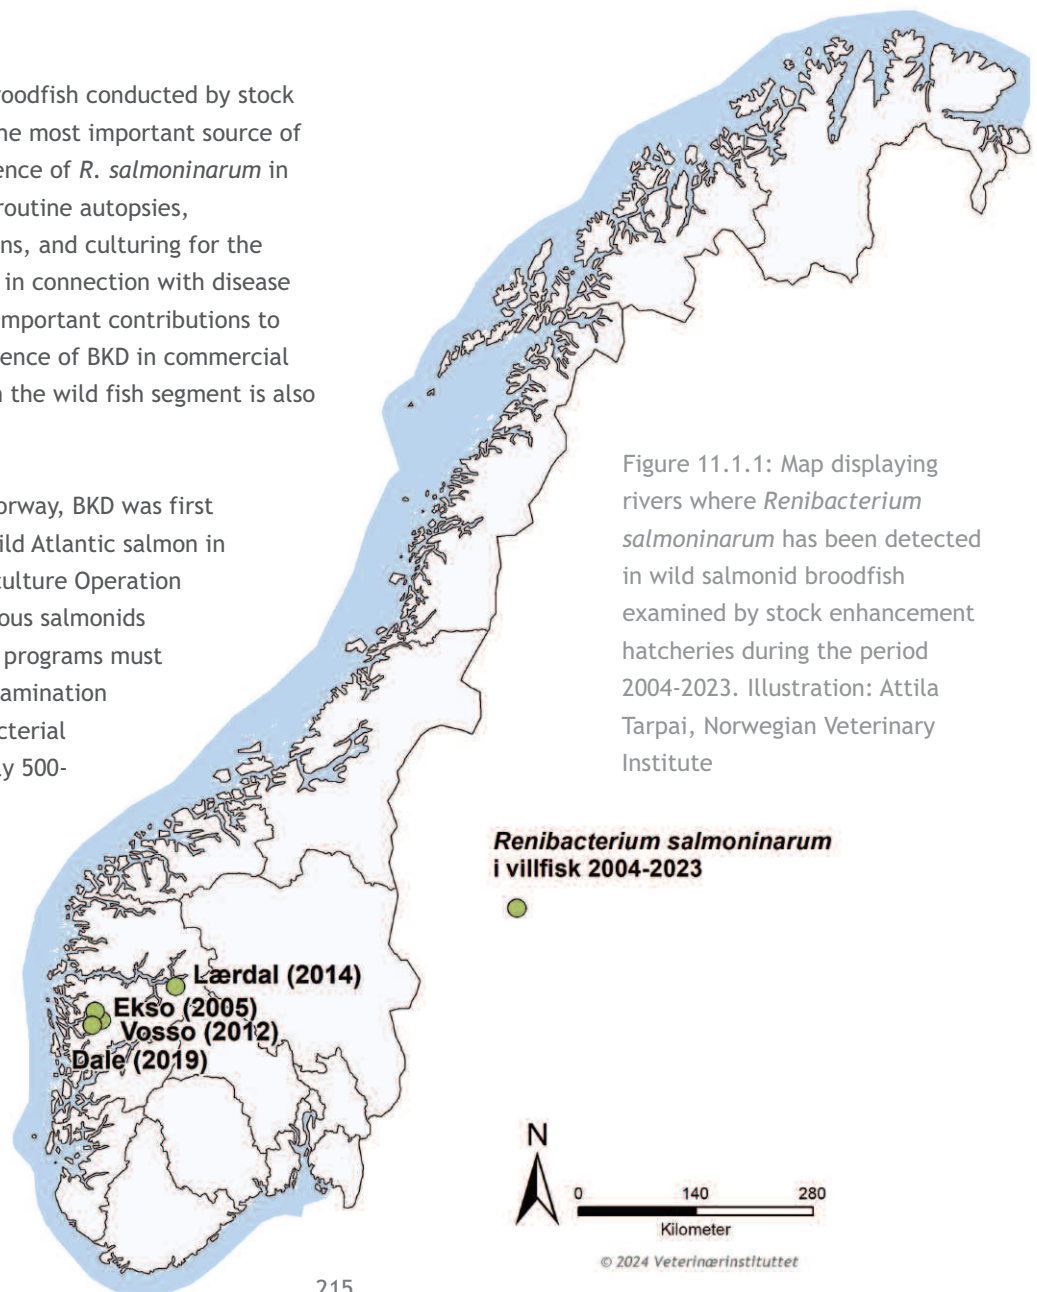 roodfish conducted by stock
ne most important source of
ence of R. salmoninarum in
routine autopsies,
ns, and culturing for the
in connection with disease
important contributions to
ence of BKD in commercial
n the wild fish segment is also
orway, BKD was first
ild Atlantic salmon in
culture Operation
ous salmonids
programs must
amination
cterial
ly 500-
Figure 11.1.1: Map displaying
rivers where Renibacterium
salmoninarum has been detected
in wild salmonid broodfish
examined by stock enhancement
hatcheries during the period
2004-2023. Illustration: Attila
Tarpai, Norwegian Veterinary
Institute
Renibacterium salmoninarum
i villfisk 2004-2023
Lærdal (2014)
Ekso (2005)
Vosso (2012)
Dale (2019)
N
0 140 280
Kilometer
© 2024 Veterinærinstituttet
215